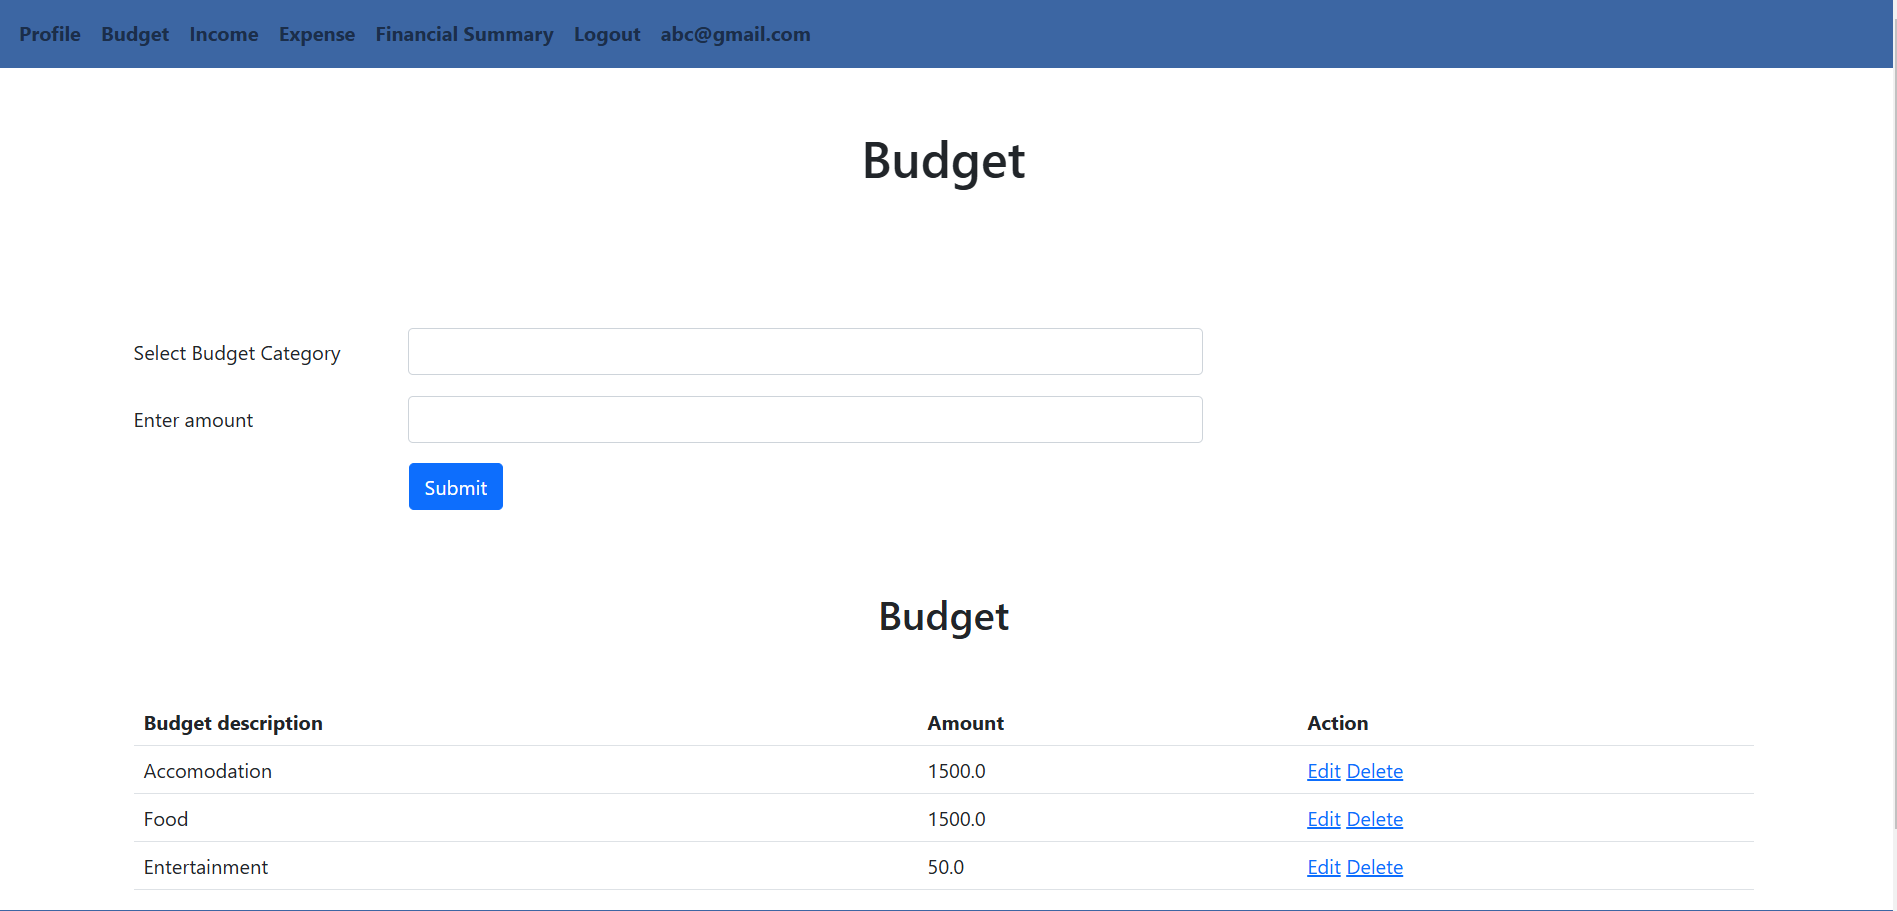 Profile Budget Income Expense Financial Summary Logout abc@gmail.com
Budget
Select Budget Category
Enter amount
Submit
Budget
Budget description Amount Action
Accomodation 1500.0 Edit Delete
Food 1500.0 Edit Delete
Entertainment 50.0 Edit Delete